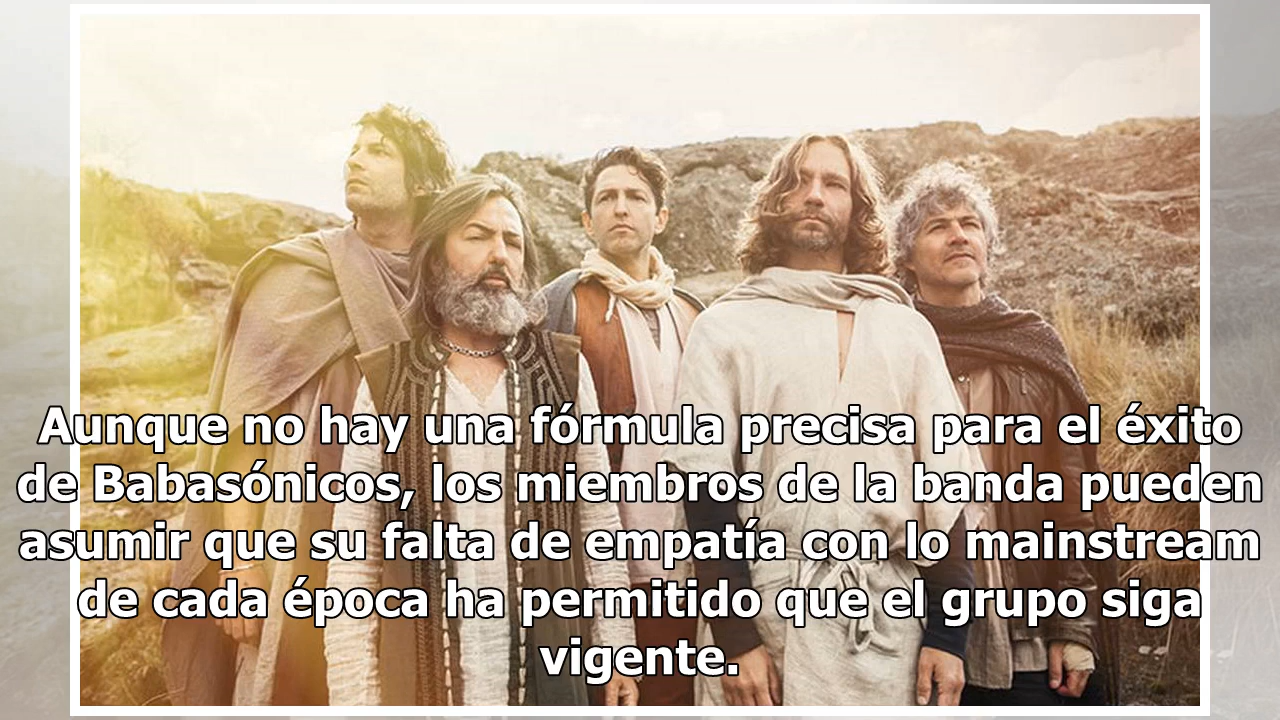 Aunque no hay una fórmula precisa para el éxito
de Babasónicos, los miembros de la banda pueden
asumir que su falta de empatía con lo mainstream
de cada época ha permitido que el grupo siga
vigente.